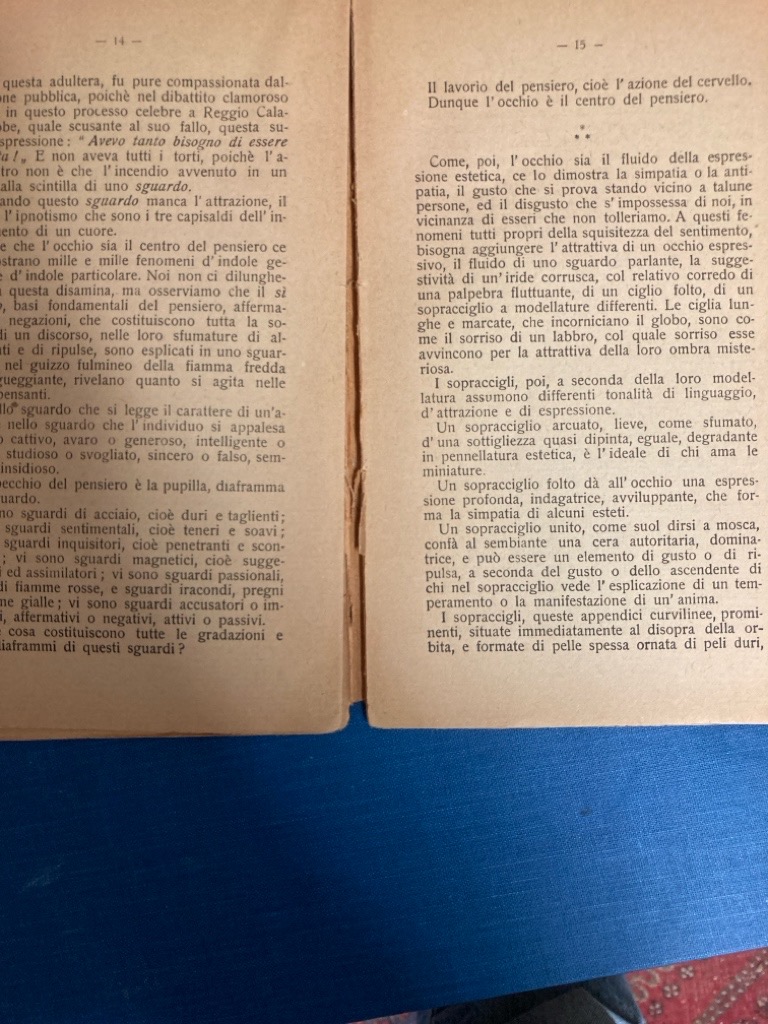 — 14 —
questa adultera, fu pure compassionata dal-
pubblica, poichè nel dibattito clamoroso
in questo processo celebre a Reggio Cala-
quale scusante al suo fallo, questa su-
: “ Avevo tanto bisogno di essere
! „ E non aveva tutti i torti, poichè l’a-
non è che l’incendio avvenuto in un
alla scintilla di uno sguardo.
questo sguardo manca l’attrazione, il
l’ipnotismo che sono i tre capisaldi dell’in-
di un cuore.
che l’occhio sia il centro del pensiero ce
mille e mille fenomeni d’indole ge-
d’indole particolare. Noi non ci dilunghe-
questa disamina, ma osserviamo che il sì
, basi fondamentali del pensiero, afferma-
negazioni, che costituiscono tutta la so-
di un discorso, nelle loro sfumature di al-
e di ripulse, sono esplicati in uno sguar-
nel guizzo fulmineo della fiamma fredda
rivelano quanto si agita nelle
sguardo che si legge il carattere di un’a-
nello sguardo che l’individuo si appalesa
cattivo, avaro o generoso, intelligente o
studioso o svogliato, sincero o falso, sem-
insidioso.
del pensiero è la pupilla, diaframma
sguardi di acciaio, cioè duri e taglienti;
sguardi sentimentali, cioè teneri e soavi;
sguardi inquisitori, cioè penetranti e scon-
; vi sono sguardi magnetici, cioè sugge-
ed assimilatori; vi sono sguardi passionali,
di fiamme rosse, e sguardi iracondi, pregni
gialle; vi sono sguardi accusatori o im-
, affermativi o negativi, attivi o passivi.
cosa costituiscono tutte le gradazioni e
di questi sguardi?
— 15 —
Il lavorìo del pensiero, cioè l’azione del cervello.
Dunque l’occhio è il centro del pensiero.
Come, poi, l’occhio sia il fluido della espres-
sione estetica, ce lo dimostra la simpatia o la anti-
patia, il gusto che si prova stando vicino a talune
persone, ed il disgusto che s’impossessa di noi, in
vicinanza di esseri che non tolleriamo. A questi fe-
nomeni tutti propri della squisitezza del sentimento,
bisogna aggiungere l’attrattiva di un occhio espres-
sivo, il fluido di uno sguardo parlante, la sugge-
stività di un’iride corrusca, col relativo corredo di
una palpebra fluttuante, di un ciglio folto, di un
sopracciglio a modellature differenti. Le ciglia lun-
ghe e marcate, che incorniciano il globo, sono co-
me il sorriso di un labbro, col quale sorriso esse
avvincono per la attrattiva della loro ombra miste-
riosa.
I sopraccigli, poi, a seconda della loro model-
latura assumono differenti tonalità di linguaggio,
d’attrazione e di espressione.
Un sopracciglio arcuato, lieve, come sfumato,
d’una sottigliezza quasi dipinta, eguale, degradante
in pennellatura estetica, è l’ideale di chi ama le
miniature.
Un sopracciglio folto dà all’occhio una espres-
sione profonda, indagatrice, avviluppante, che for-
ma la simpatia di alcuni esteti.
Un sopracciglio unito, come suol dirsi a mosca,
confà al sembiante una cera autoritaria, domina-
trice, e può essere un elemento di gusto o di ri-
pulsa, a seconda del gusto o dello ascendente di
chi nel sopracciglio vede l’esplicazione di un tem-
peramento o la manifestazione di un’anima.
I sopraccigli, queste appendici curvilinee, promi-
nenti, situate immediatamente al disopra della or-
bita, e formate di pelle spessa ornata di peli duri,